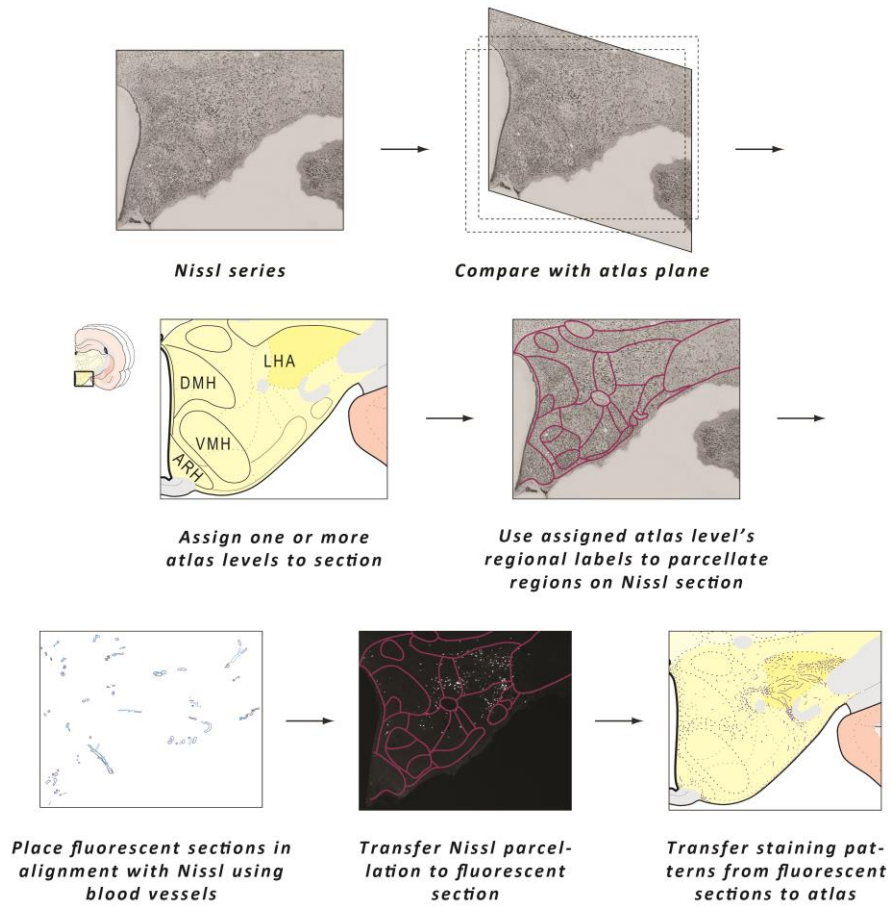 Nissl series
Compare with atlas plane
LHA
DMH
VMH
ARH
Assign one or more
atlas levels to section
Use assigned atlas level's
regional labels to parcellate
regions on Nissl section
Place fluorescent sections in
alignment with Nissl using
blood vessels
Transfer Nissl parcel-
lation to fluorescent
section
Transfer staining pat-
terns from fluorescent
sections to atlas